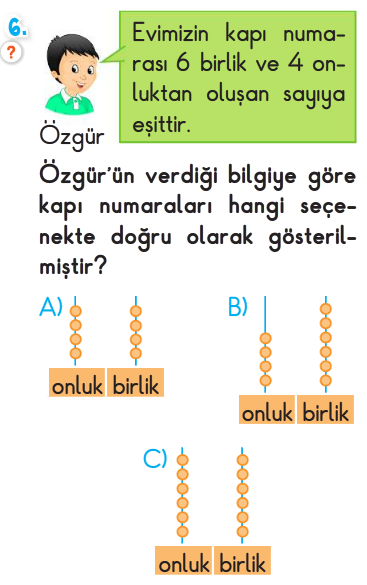 6.
?
Evimizin kapı numa-
rası 6 birlik ve 4 on-
luktan oluşan sayıya
eşittir.
Özgür
Özgür'ün verdiği bilgiye göre
kapı numaraları hangi seçe-
nekte doğru olarak gösteril-
miştir?
A)
onluk birlik
B)
onluk birlik
C)
onluk birlik